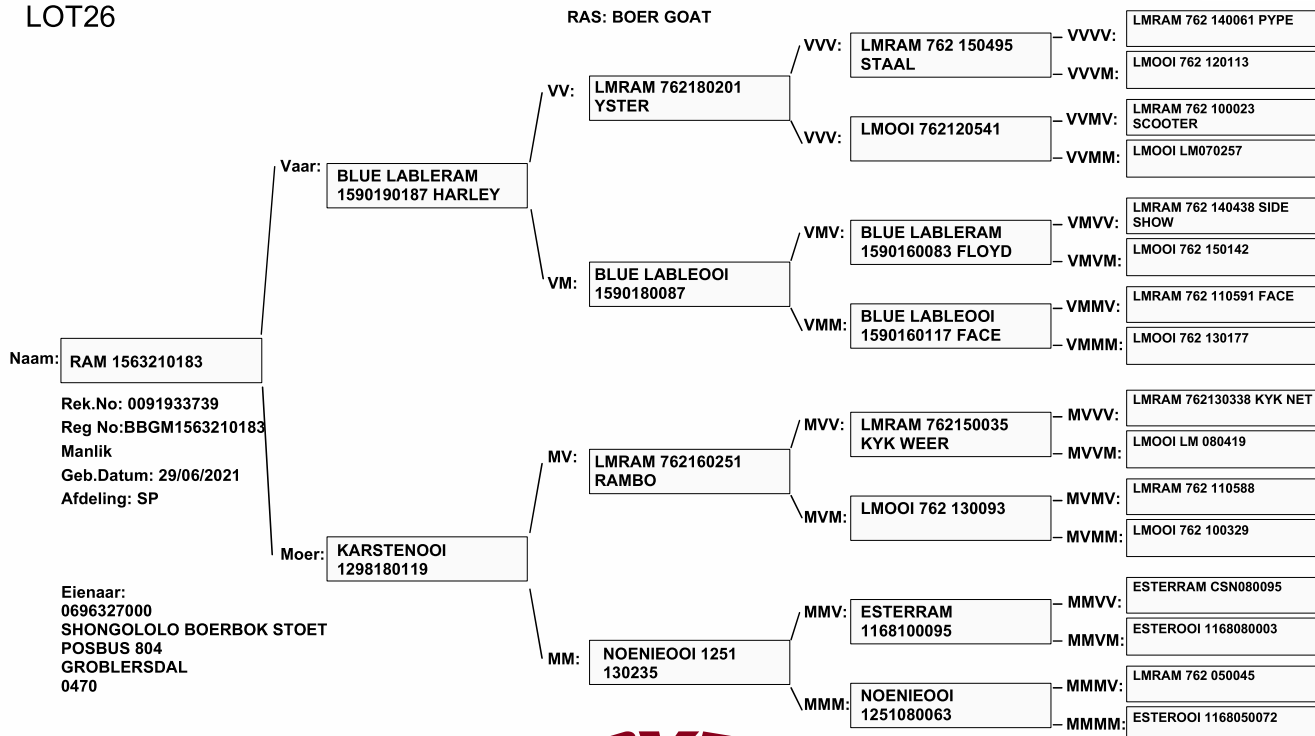 LOT26
RAS: BOER GOAT
Naam:
RAM 1563210183
Rek.No: 0091933739
Reg No:BBGM1563210183
Manlik
Geb.Datum: 29/06/2021
Afdeling: SP
Eienaar:
0696327000
SHONGOLOLO BOERBOK STOET
POSBUS 804
GROBLERSDAL
0470
Vaar:
BLUE LABLERAM
1590190187 HARLEY
Moer:
KARSTENOOI
1298180119
VV:
LMRAM 762180201
YSTER
VM:
BLUE LABLEOOI
1590180087
MV:
LMRAM 762160251
RAMBO
MM:
NOENIEOOI 1251
130235
VVV:
LMRAM 762 150495
STAAL
VVV:
LMOOI 762120541
VMV:
BLUE LABLERAM
1590160083 FLOYD
VMM:
BLUE LABLEOOI
1590160117 FACE
MVV:
LMRAM 762150035
KYK WEER
MVM:
LMOOI 762 130093
MMV:
ESTERRAM
1168100095
MMM:
NOENIEOOI
1251080063
VVVV:
LMRAM 762 140061 PYPE
VVVM:
LMOOI 762 120113
VVMV:
LMRAM 762 100023
SCOOTER
VVMM:
LMOOI LM070257
VMVV:
LMRAM 762 140438 SIDE
SHOW
VMVM:
LMOOI 762 150142
VMMV:
LMRAM 762 110591 FACE
VMMM:
LMOOI 762 130177
MVVV:
LMRAM 762130338 KYK NET
MVVM:
LMOOI LM 080419
MVMV:
LMRAM 762 110588
MVMM:
LMOOI 762 100329
MMVV:
ESTERRAM CSN080095
MMVM:
ESTEROOI 1168080003
MMMV:
LMRAM 762 050045
MMMM:
ESTEROOI 1168050072